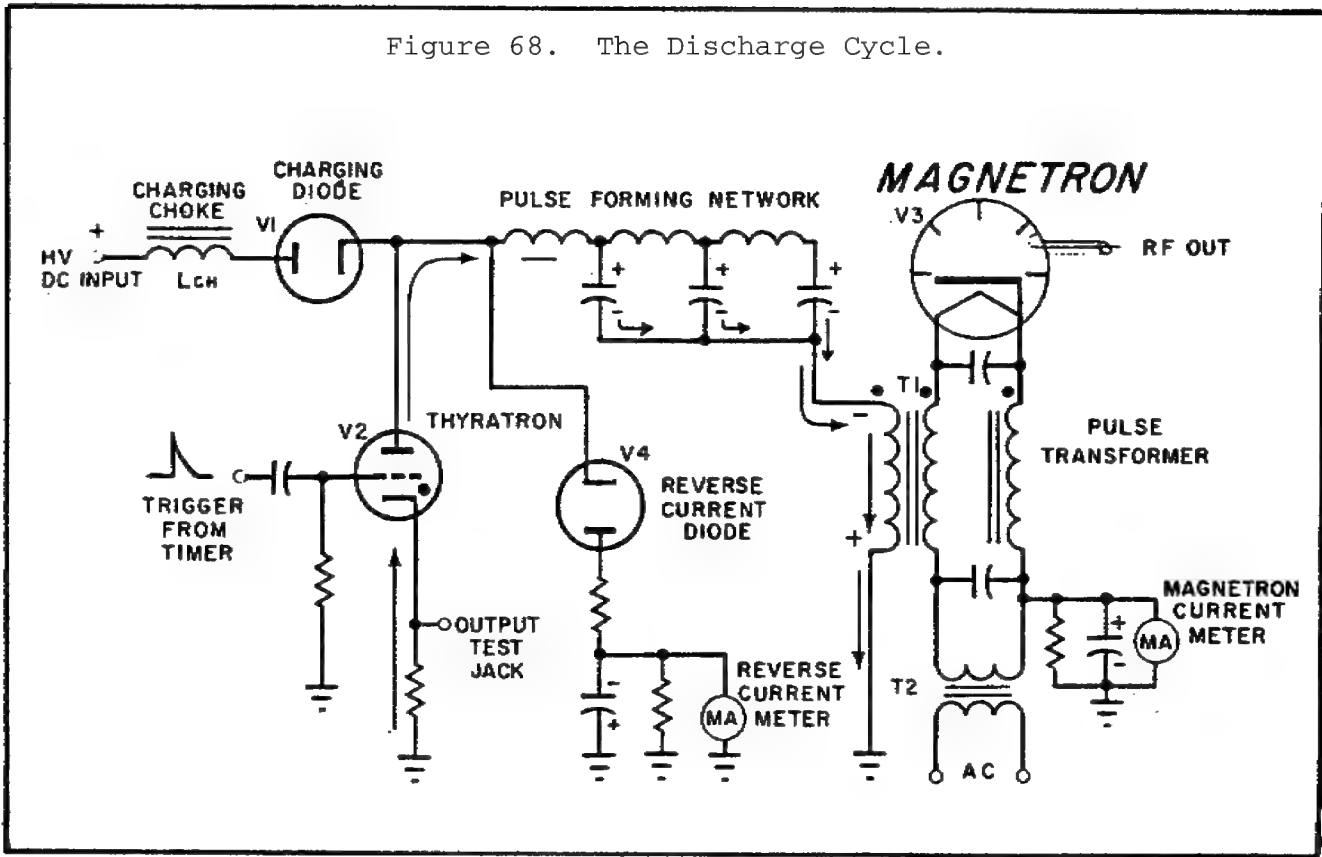 Figure 68. The Discharge Cycle.
CHARGING
CHOKE
CHARGING
DIODE
V1
+
HV
DC INPUT
LCH
PULSE FORMING NETWORK
—
+
-
+
-
+
-
-
MAGNETRON
V3
RF OUT
THYRATRON
V2
TRIGGER
FROM
TIMER
OUTPUT
TEST
JACK
V4
REVERSE
CURRENT
DIODE
-
+
MA
REVERSE
CURRENT
METER
T1
-
+
PULSE
TRANSFORMER
T2
AC
MAGNETRON
CURRENT
METER
+
-
MA